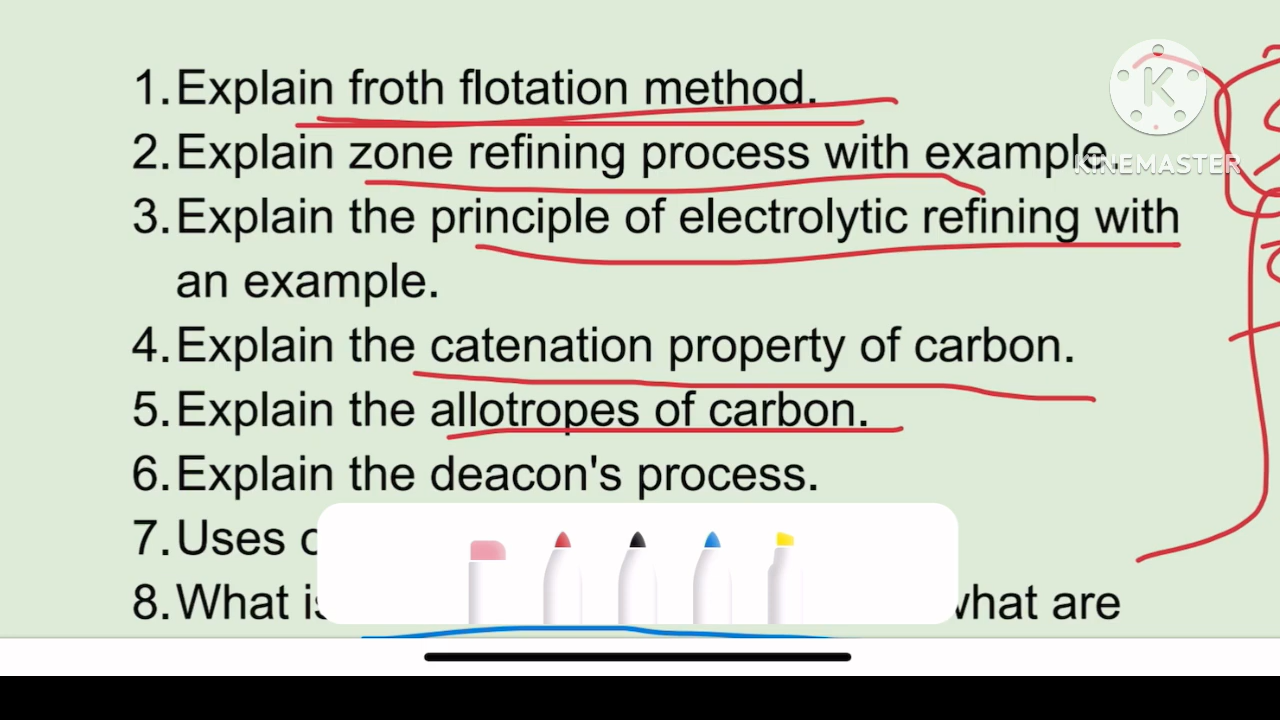 1. Explain froth flotation method.
2. Explain zone refining process with example.
KINEMASTER
3. Explain the principle of electrolytic refining with
an example.
4. Explain the catenation property of carbon.
5. Explain the allotropes of carbon.
6. Explain the deacon's process.
7. Uses
8. What what are